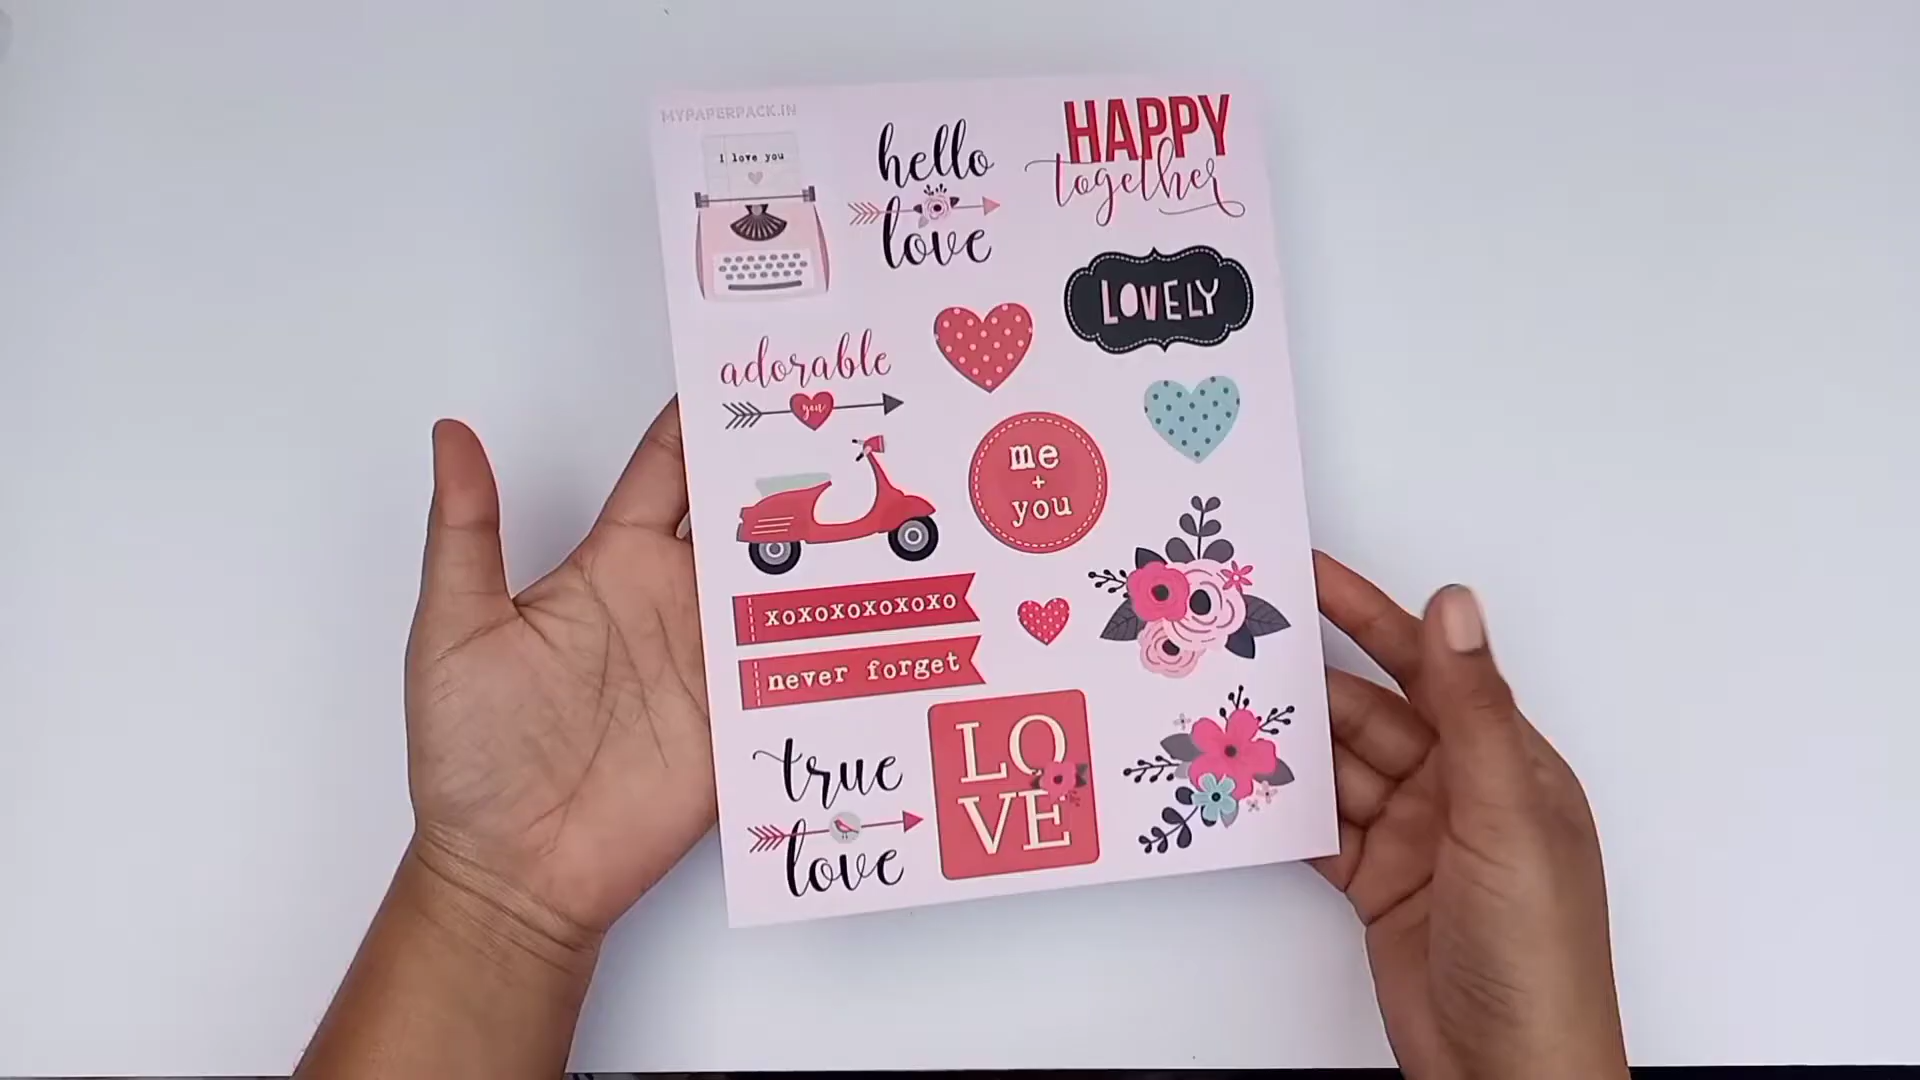 MYPAPERPACK.IN
i love you
hello
love
HAPPY
together
LOVELY
adorable
you
me
+
you
xoxoxoxoxoxo
never forget
true
love
LO
VE